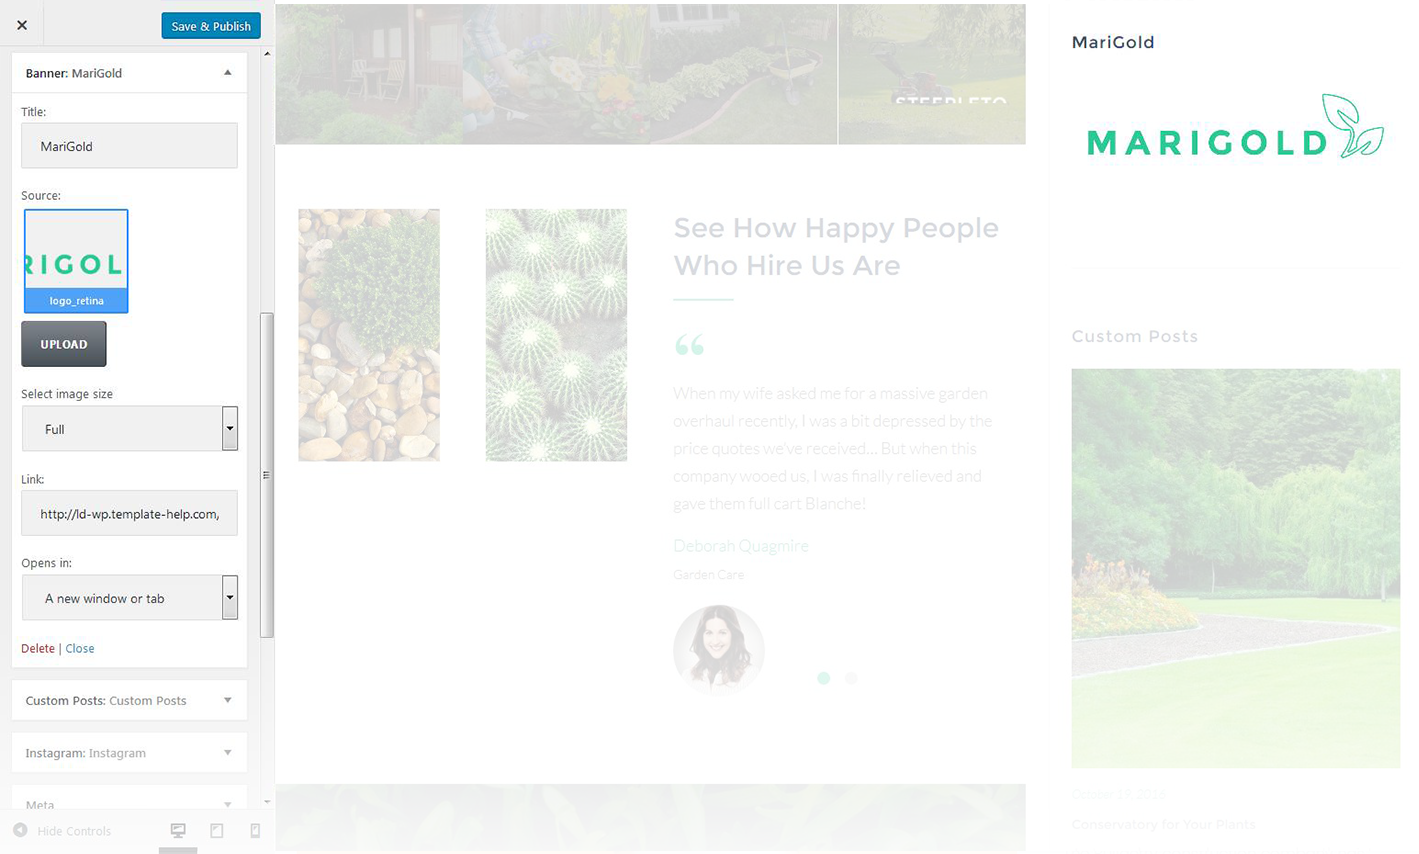 Save & Publish
Banner: MariGold
Title:
MariGold
Source:
RIGOL
logo_retina
UPLOAD
Select image size
Full
Link:
http://ld-wp.template-help.com,
Opens in:
A new window or tab
Delete | Close
Custom Posts: Custom Posts
Instagram: Instagram
Meta
Hide Controls
See How Happy People
Who Hire Us Are
“
When my wife asked me for a massive garden
overhaul recently, I was a bit depressed by the
price quotes we've received... But when this
company wooed us, I was finally relieved and
gave them full cart Blanche!
Deborah Quagmire
Garden Care
MariGold
MARIGOLD
Custom Posts
Conservatory for Your Plants